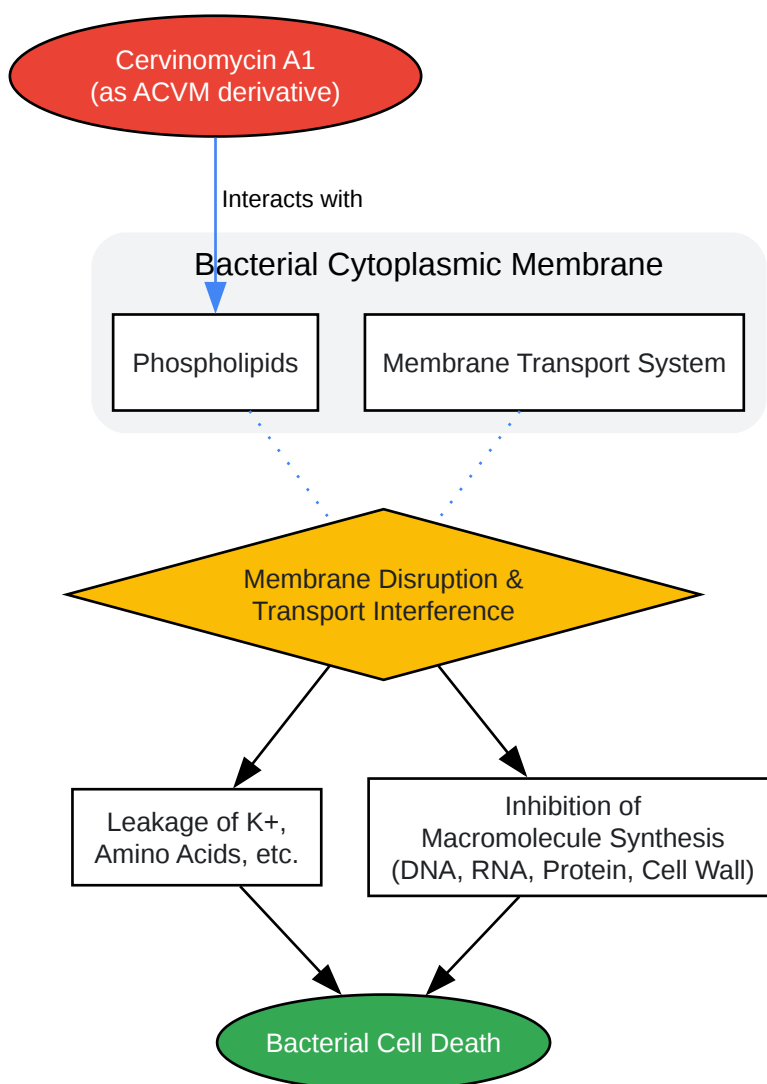 Cervinomycin A1
(as ACVM derivative)
Interacts with
Bacterial Cytoplasmic Membrane
Phospholipids
Membrane Transport System
Membrane Disruption &
Transport Interference
Leakage of K+,
Amino Acids, etc.
Inhibition of
Macromolecule Synthesis
(DNA, RNA, Protein, Cell Wall)
Bacterial Cell Death